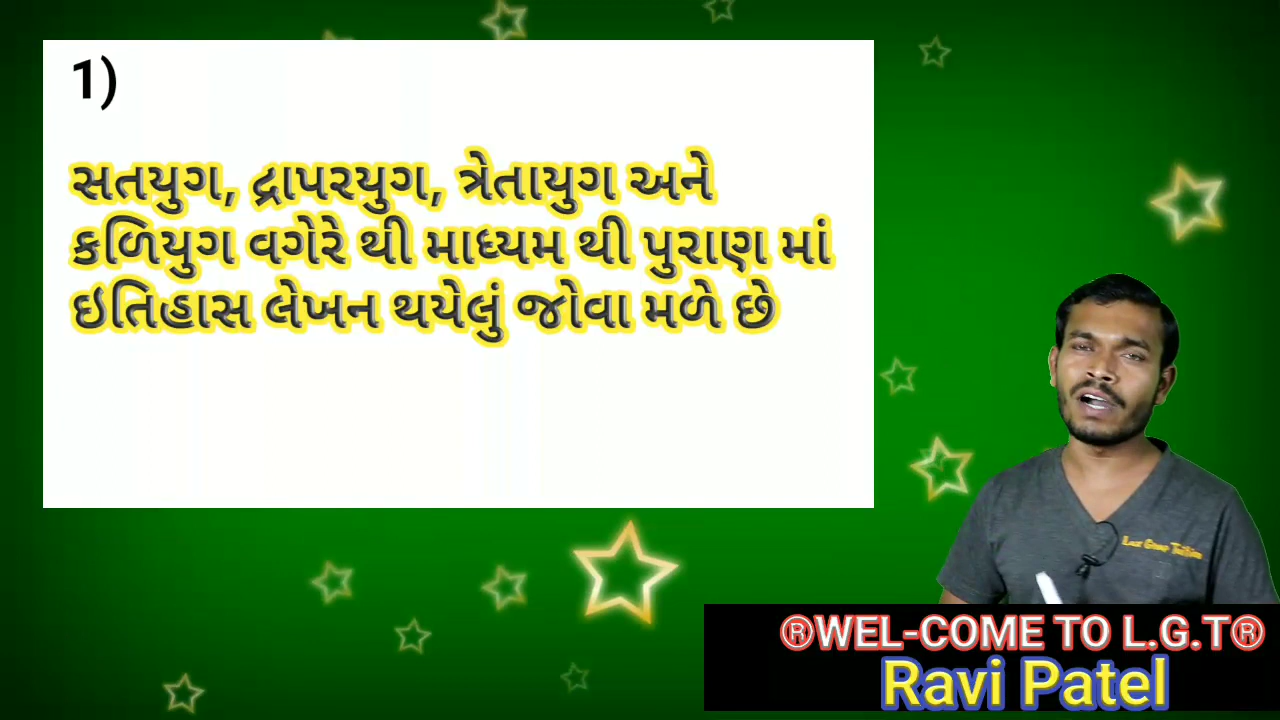 1)
સતયુગ, દ્રાપરયુગ, ત્રેતાયુગ અને
કળિયુગ વગેરે થી માધ્યમ થી પુરાણ માં
ઇતિહાસ લેખન થયેલું જોવા મળે છે
®WEL-COME TO L.G.T®
Ravi Patel